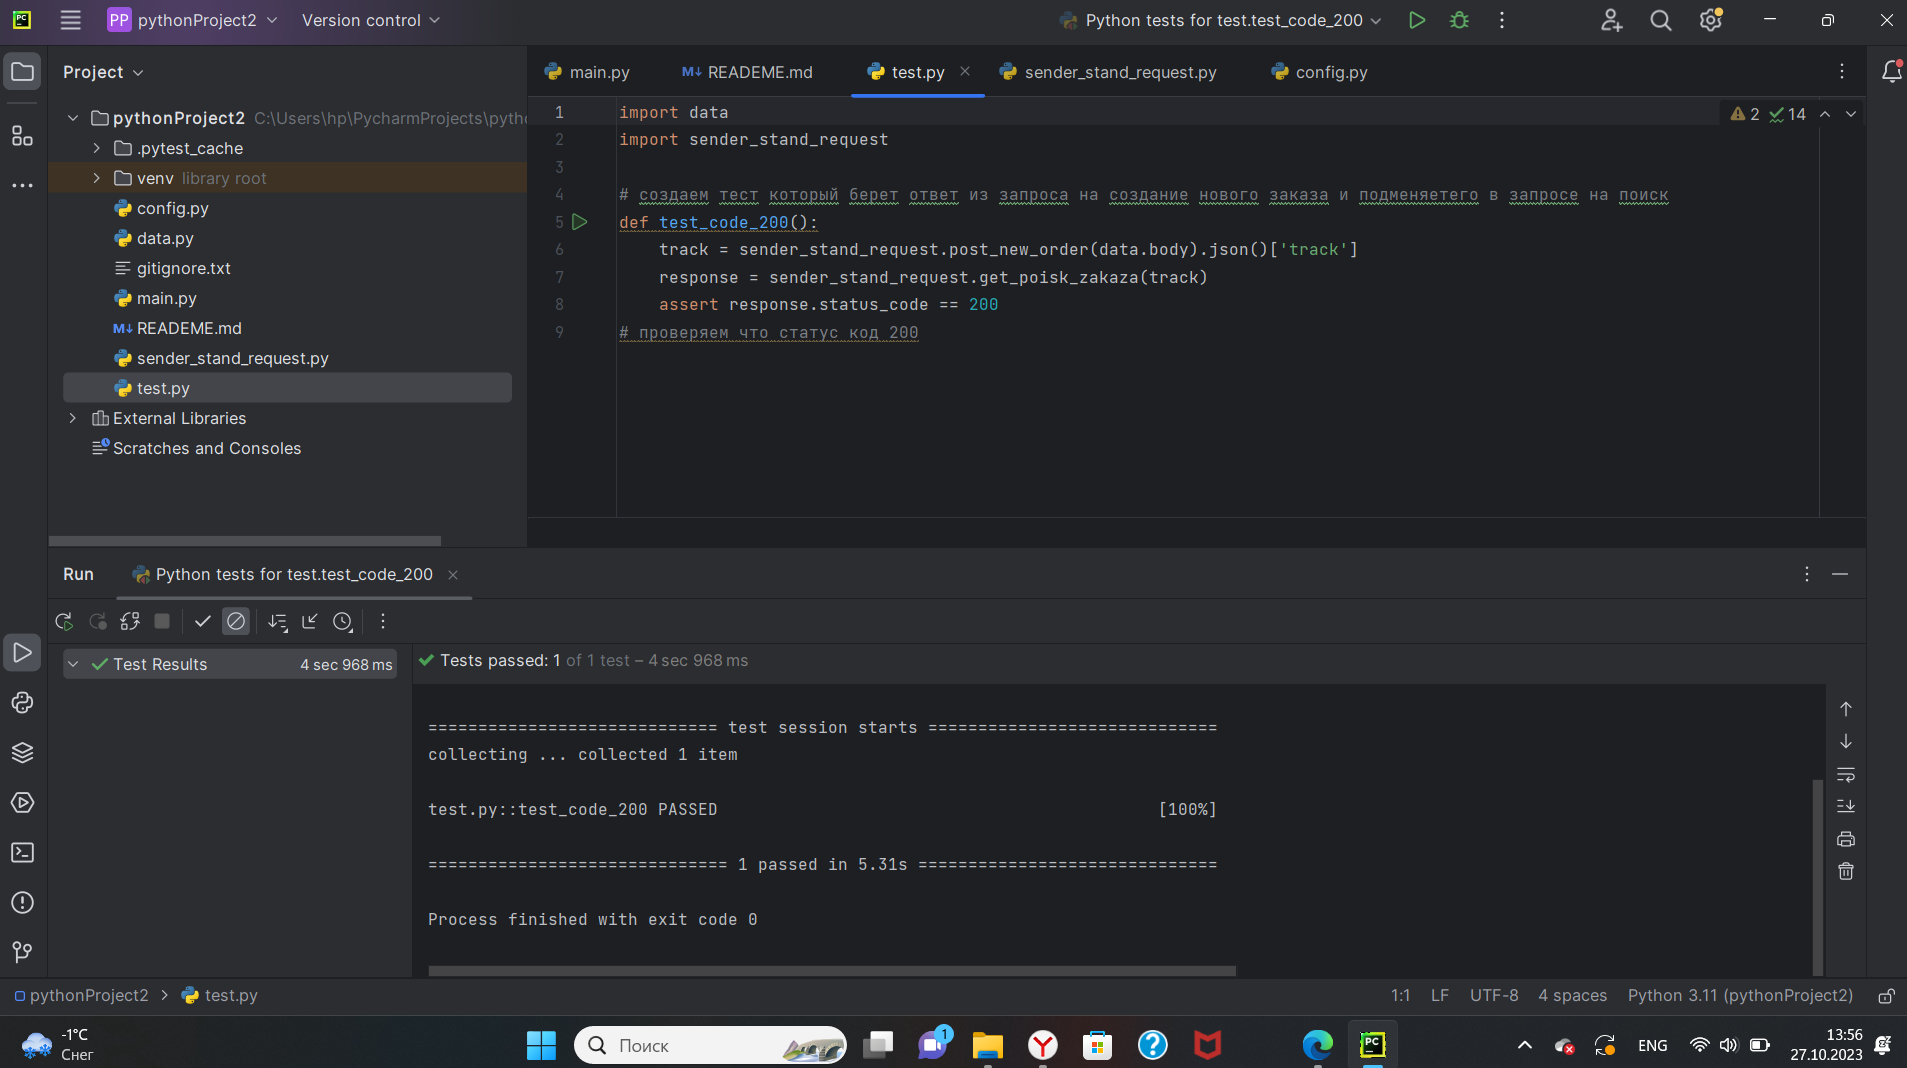 PC PP pythonProject2 Version control Python tests for test.test_code_200
Project
main.py M↓ READEME.md test.py sender_stand_request.py config.py
pythonProject2 C:\Users\hp\PycharmProjects\pytho
.pytest_cache
venv library root
config.py
data.py
gitignore.txt
main.py
M↓ READEME.md
sender_stand_request.py
test.py
External Libraries
Scratches and Consoles
2 14
1 import data
2 import sender_stand_request
3
4 # создаем тест который берет ответ из запроса на создание нового заказа и подменяетего в запросе на поиск
5 def test_code_200():
6 track = sender_stand_request.post_new_order(data.body).json()['track']
7 response = sender_stand_request.get_poisk_zakaza(track)
8 assert response.status_code == 200
9 # проверяем что статус код 200
Run Python tests for test.test_code_200
Test Results 4 sec 968 ms
Tests passed: 1 of 1 test – 4 sec 968 ms
============================= test session starts =============================
collecting ... collected 1 item
test.py::test_code_200 PASSED [100%]
============================== 1 passed in 5.31s ==============================
Process finished with exit code 0
pythonProject2 > test.py 1:1 LF UTF-8 4 spaces Python 3.11 (pythonProject2)
-1°C
Снег
Поиск
1
PC
ENG
13:56
27.10.2023